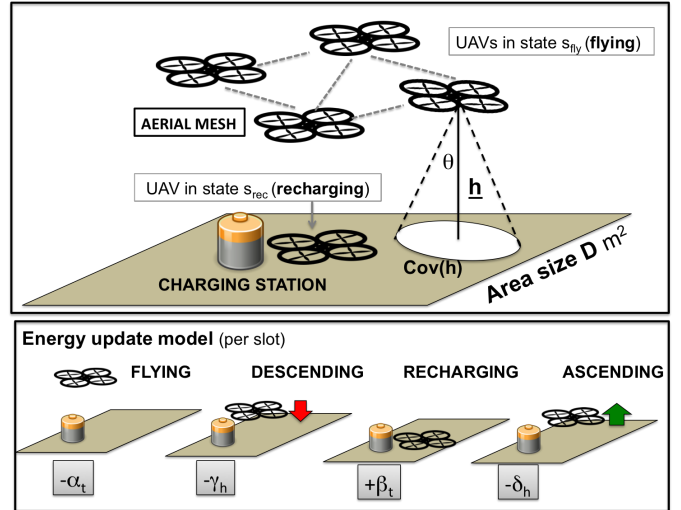 UAVs in state s_fly (flying)
AERIAL MESH
θ
h
UAV in state s_rec (recharging)
Cov(h)
CHARGING STATION
Area size D m²
Energy update model (per slot)
FLYING DESCENDING RECHARGING ASCENDING
-α_t -γ_h +β_t -δ_h